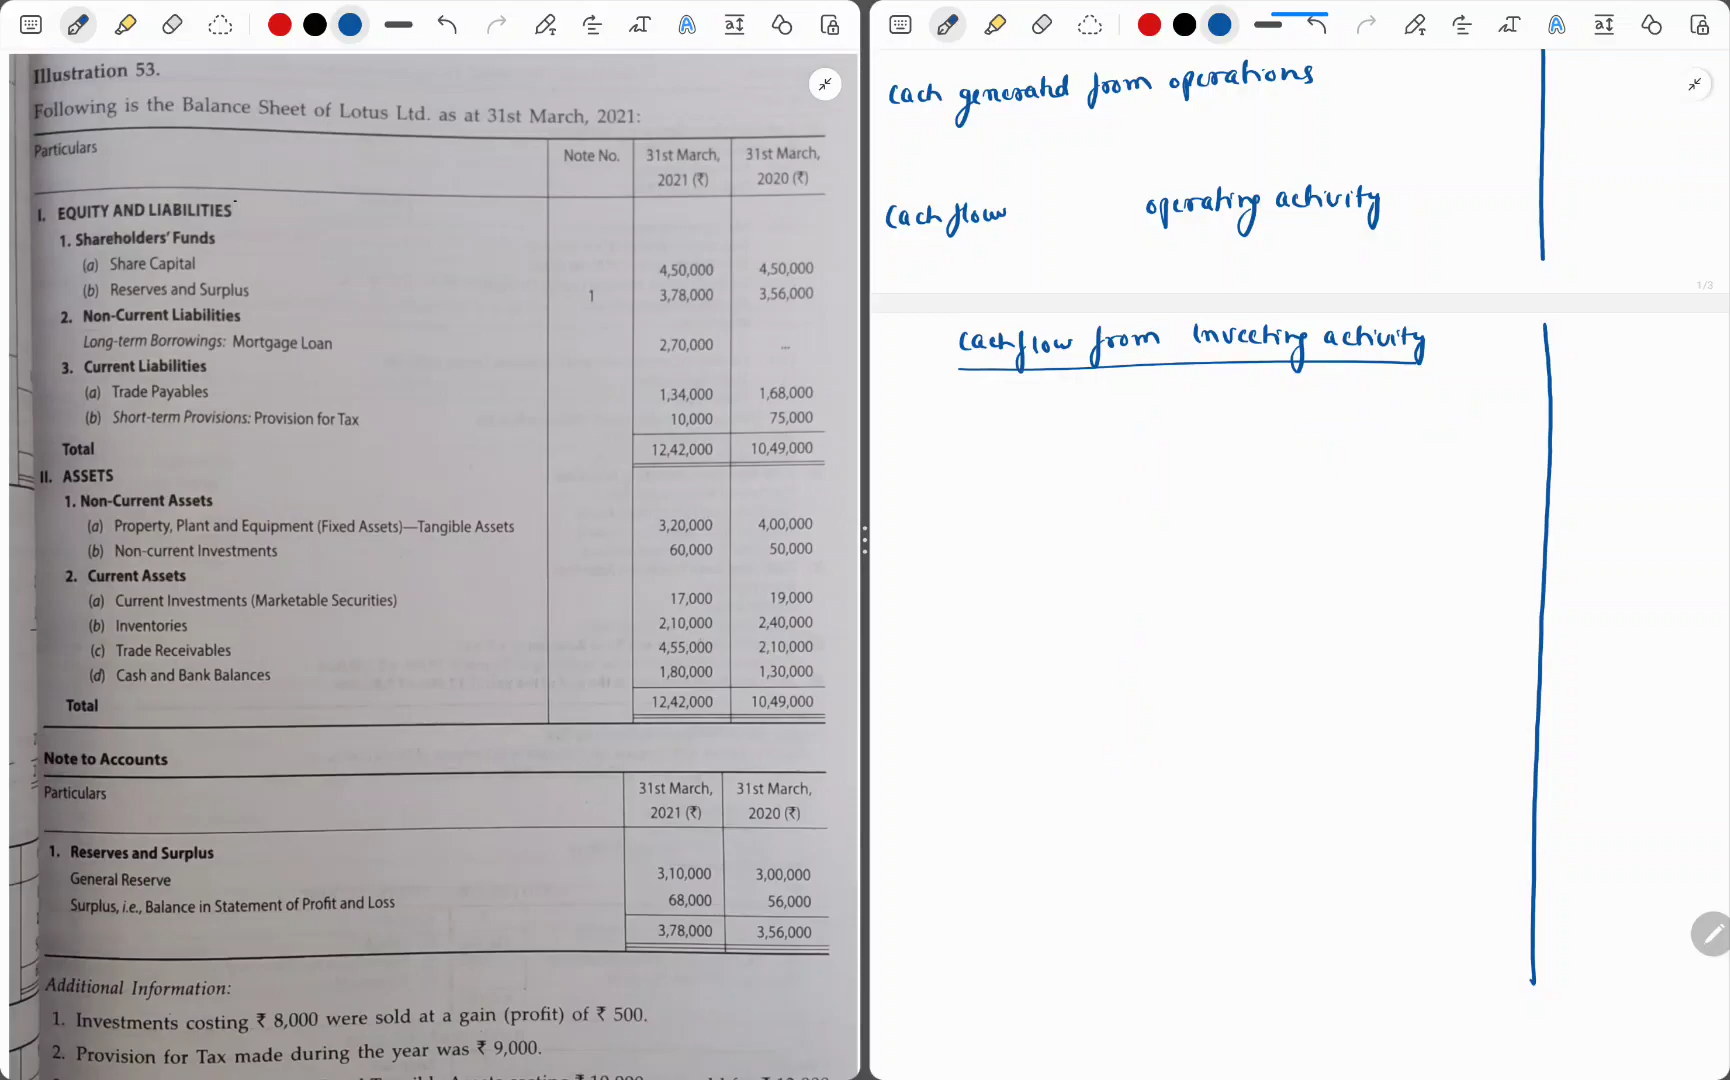 Illustration 53.
Following is the Balance Sheet of Lotus Ltd. as at 31st March, 2021:
Particulars Note No. 31st March, 2021 (₹) 31st March, 2020 (₹)
I. EQUITY AND LIABILITIES
1. Shareholders' Funds
(a) Share Capital 4,50,000 4,50,000
(b) Reserves and Surplus 1 3,78,000 3,56,000
2. Non-Current Liabilities
Long-term Borrowings: Mortgage Loan 2,70,000 ...
3. Current Liabilities
(a) Trade Payables 1,34,000 1,68,000
(b) Short-term Provisions: Provision for Tax 10,000 75,000
Total 12,42,000 10,49,000
II. ASSETS
1. Non-Current Assets
(a) Property, Plant and Equipment (Fixed Assets)—Tangible Assets 3,20,000 4,00,000
(b) Non-current Investments 60,000 50,000
2. Current Assets
(a) Current Investments (Marketable Securities) 17,000 19,000
(b) Inventories 2,10,000 2,40,000
(c) Trade Receivables 4,55,000 2,10,000
(d) Cash and Bank Balances 1,80,000 1,30,000
Total 12,42,000 10,49,000
Note to Accounts
Particulars 31st March, 2021 (₹) 31st March, 2020 (₹)
1. Reserves and Surplus
General Reserve 3,10,000 3,00,000
Surplus, i.e., Balance in Statement of Profit and Loss 68,000 56,000
3,78,000 3,56,000
Additional Information:
1. Investments costing ₹ 8,000 were sold at a gain (profit) of ₹ 500.
2. Provision for Tax made during the year was ₹ 9,000.
Cash generated from operations
Cash flow operating activity
1/3
Cashflow from Investing activity